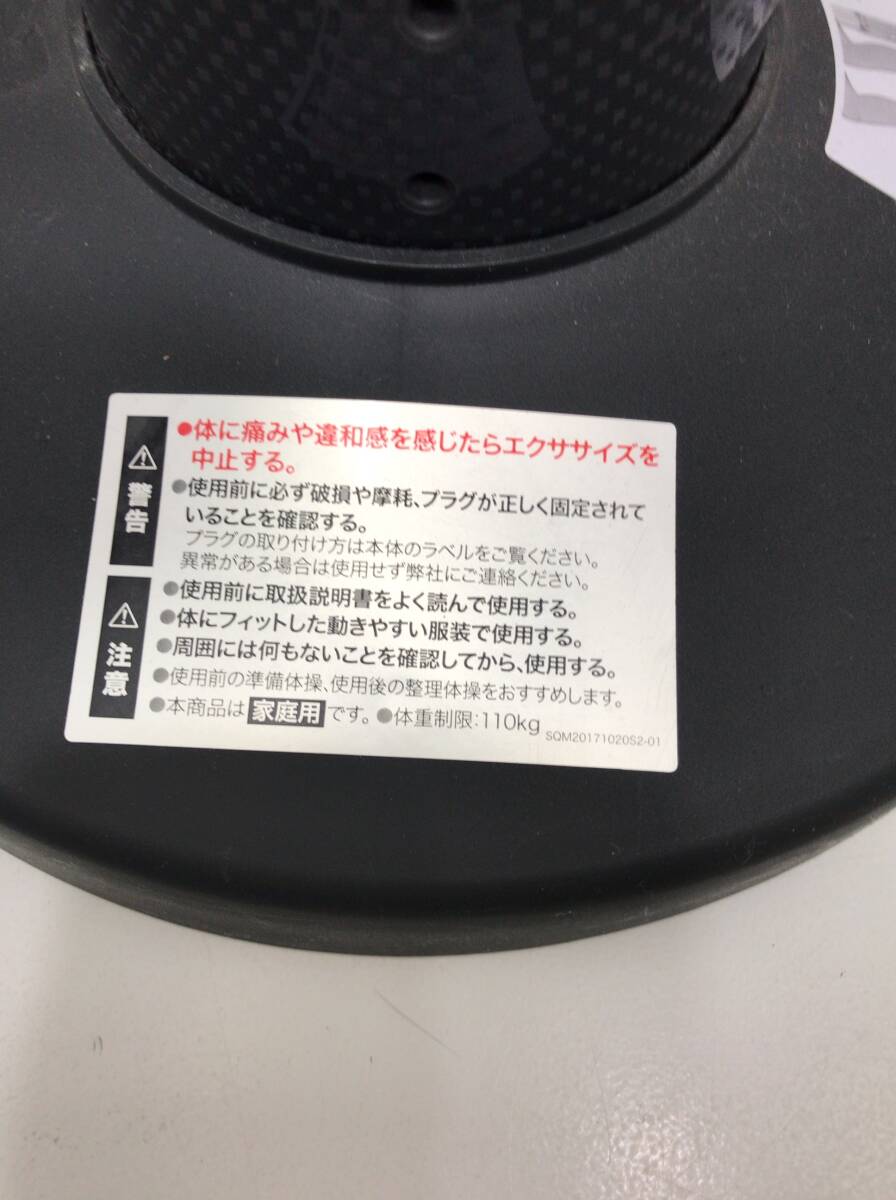 警告
●体に痛みや違和感を感じたらエクササイズを
中止する。
●使用前に必ず破損や摩耗、プラグが正しく固定されて
いることを確認する。
プラグの取り付け方は本体のラベルをご覧ください。
異常がある場合は使用せず弊社にご連絡ください。
注意
●使用前に取扱説明書をよく読んで使用する。
●体にフィットした動きやすい服装で使用する。
●周囲には何もないことを確認してから、使用する。
●使用前の準備体操、使用後の整理体操をおすすめします。
●本商品は 家庭用 です。 ●体重制限:110kg
SQM20171020S2-01